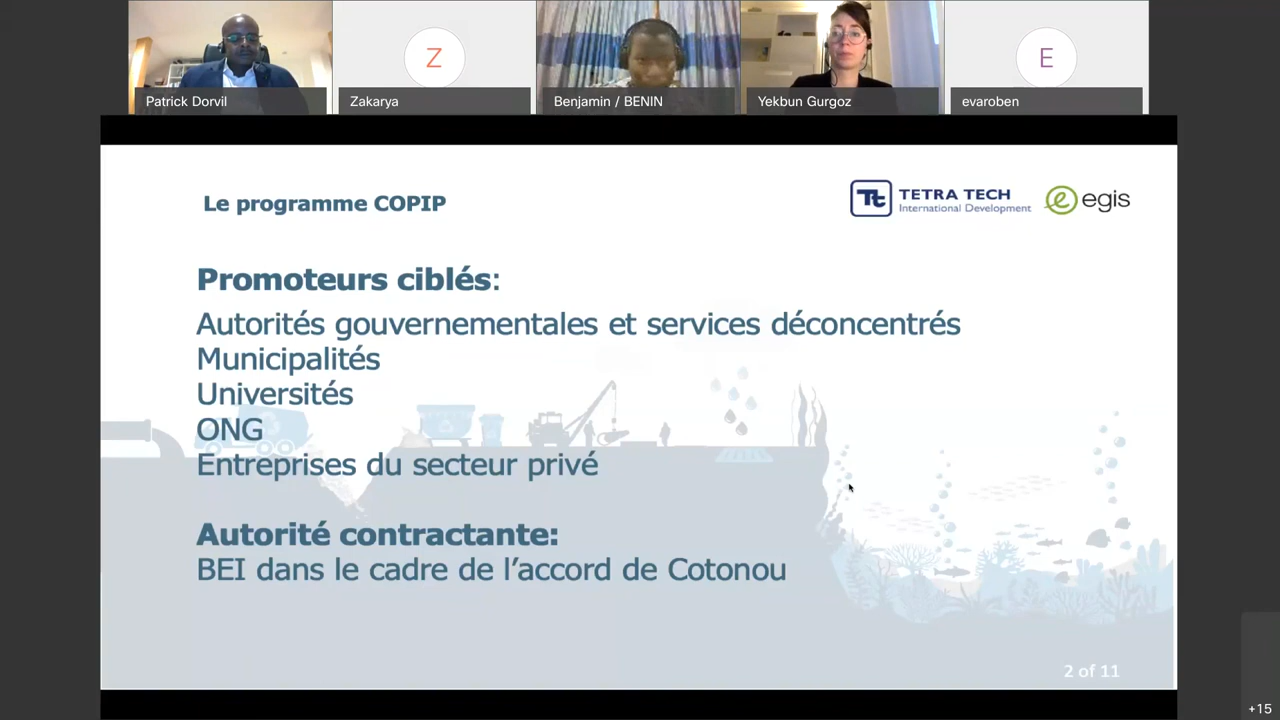 Patrick Dorvil
Z
Zakarya
Benjamin / BENIN
Yekbun Gurgoz
E
evaroben
Le programme COPIP
Tt
TETRA TECH
International Development
e egis
Promoteurs ciblés:
Autorités gouvernementales et services déconcentrés
Municipalités
Universités
ONG
Entreprises du secteur privé
Autorité contractante:
BEI dans le cadre de l’accord de Cotonou
2 of 11
+15